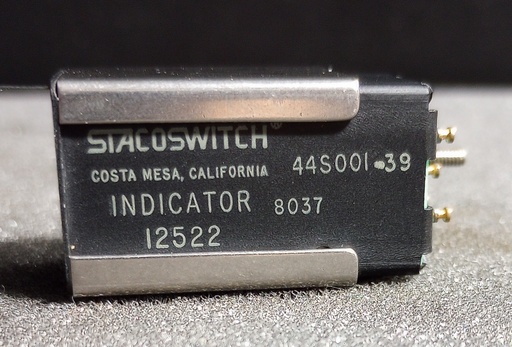 STACOSWITCH®
COSTA MESA, CALIFORNIA 44S001-39
INDICATOR 8037
12522